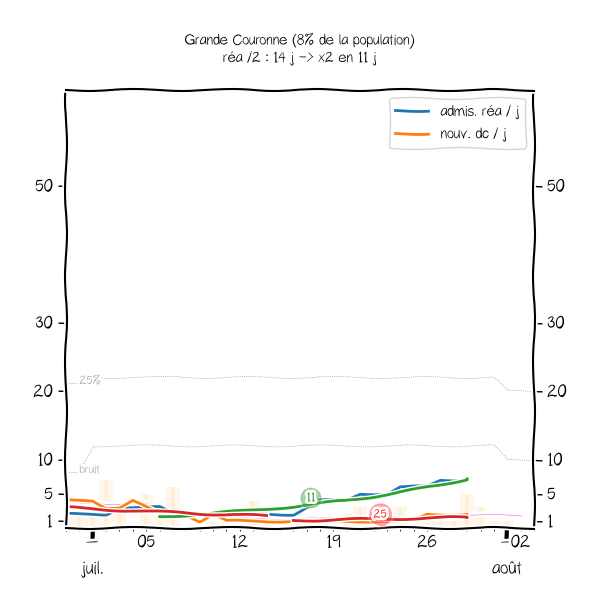 Grande Couronne (8% de la population)
réa /2 : 14 j -> x2 en 11 j
admis. réa / j
nouv. dc / j
50 50
30 30
25%
20 20
10 10
bruit
11
5 5
25
1 1
05 12 19 26 02
juil. août